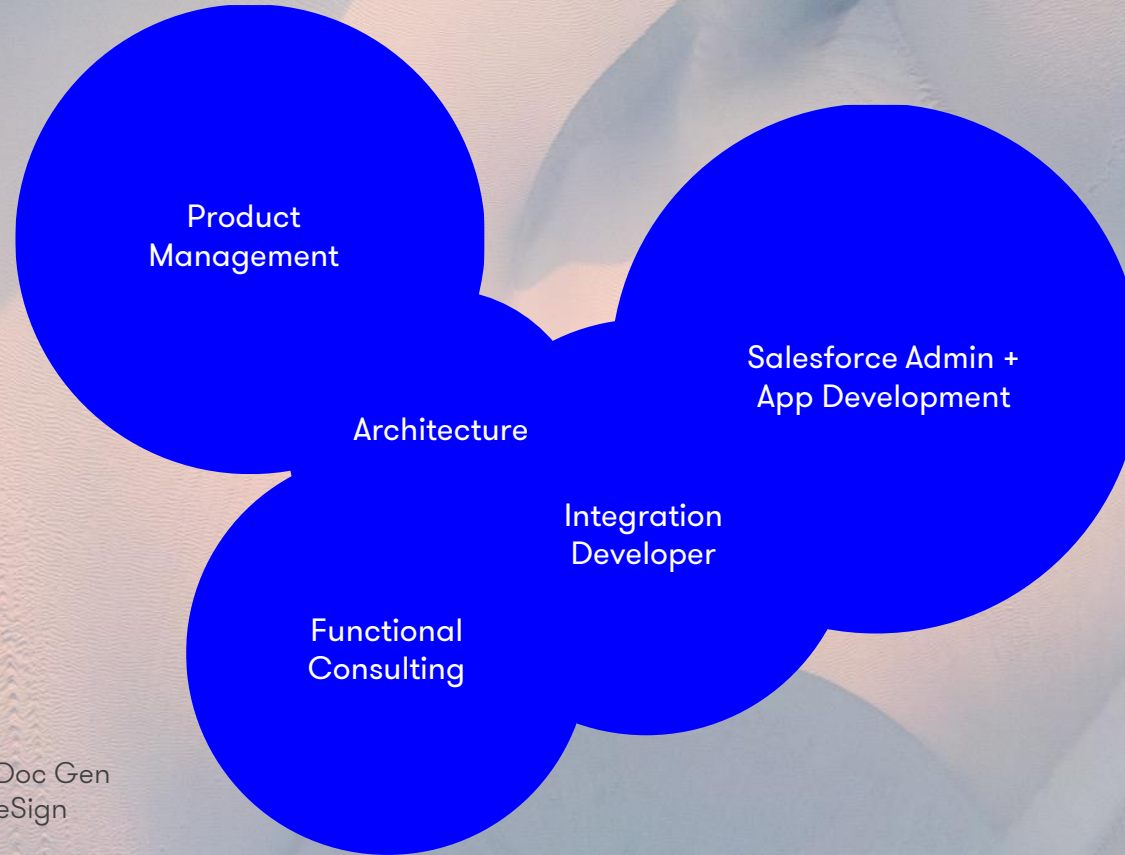 Product
Management
Salesforce Admin +
App Development
Architecture
Integration
Developer
Functional
Consulting
Doc Gen
eSign